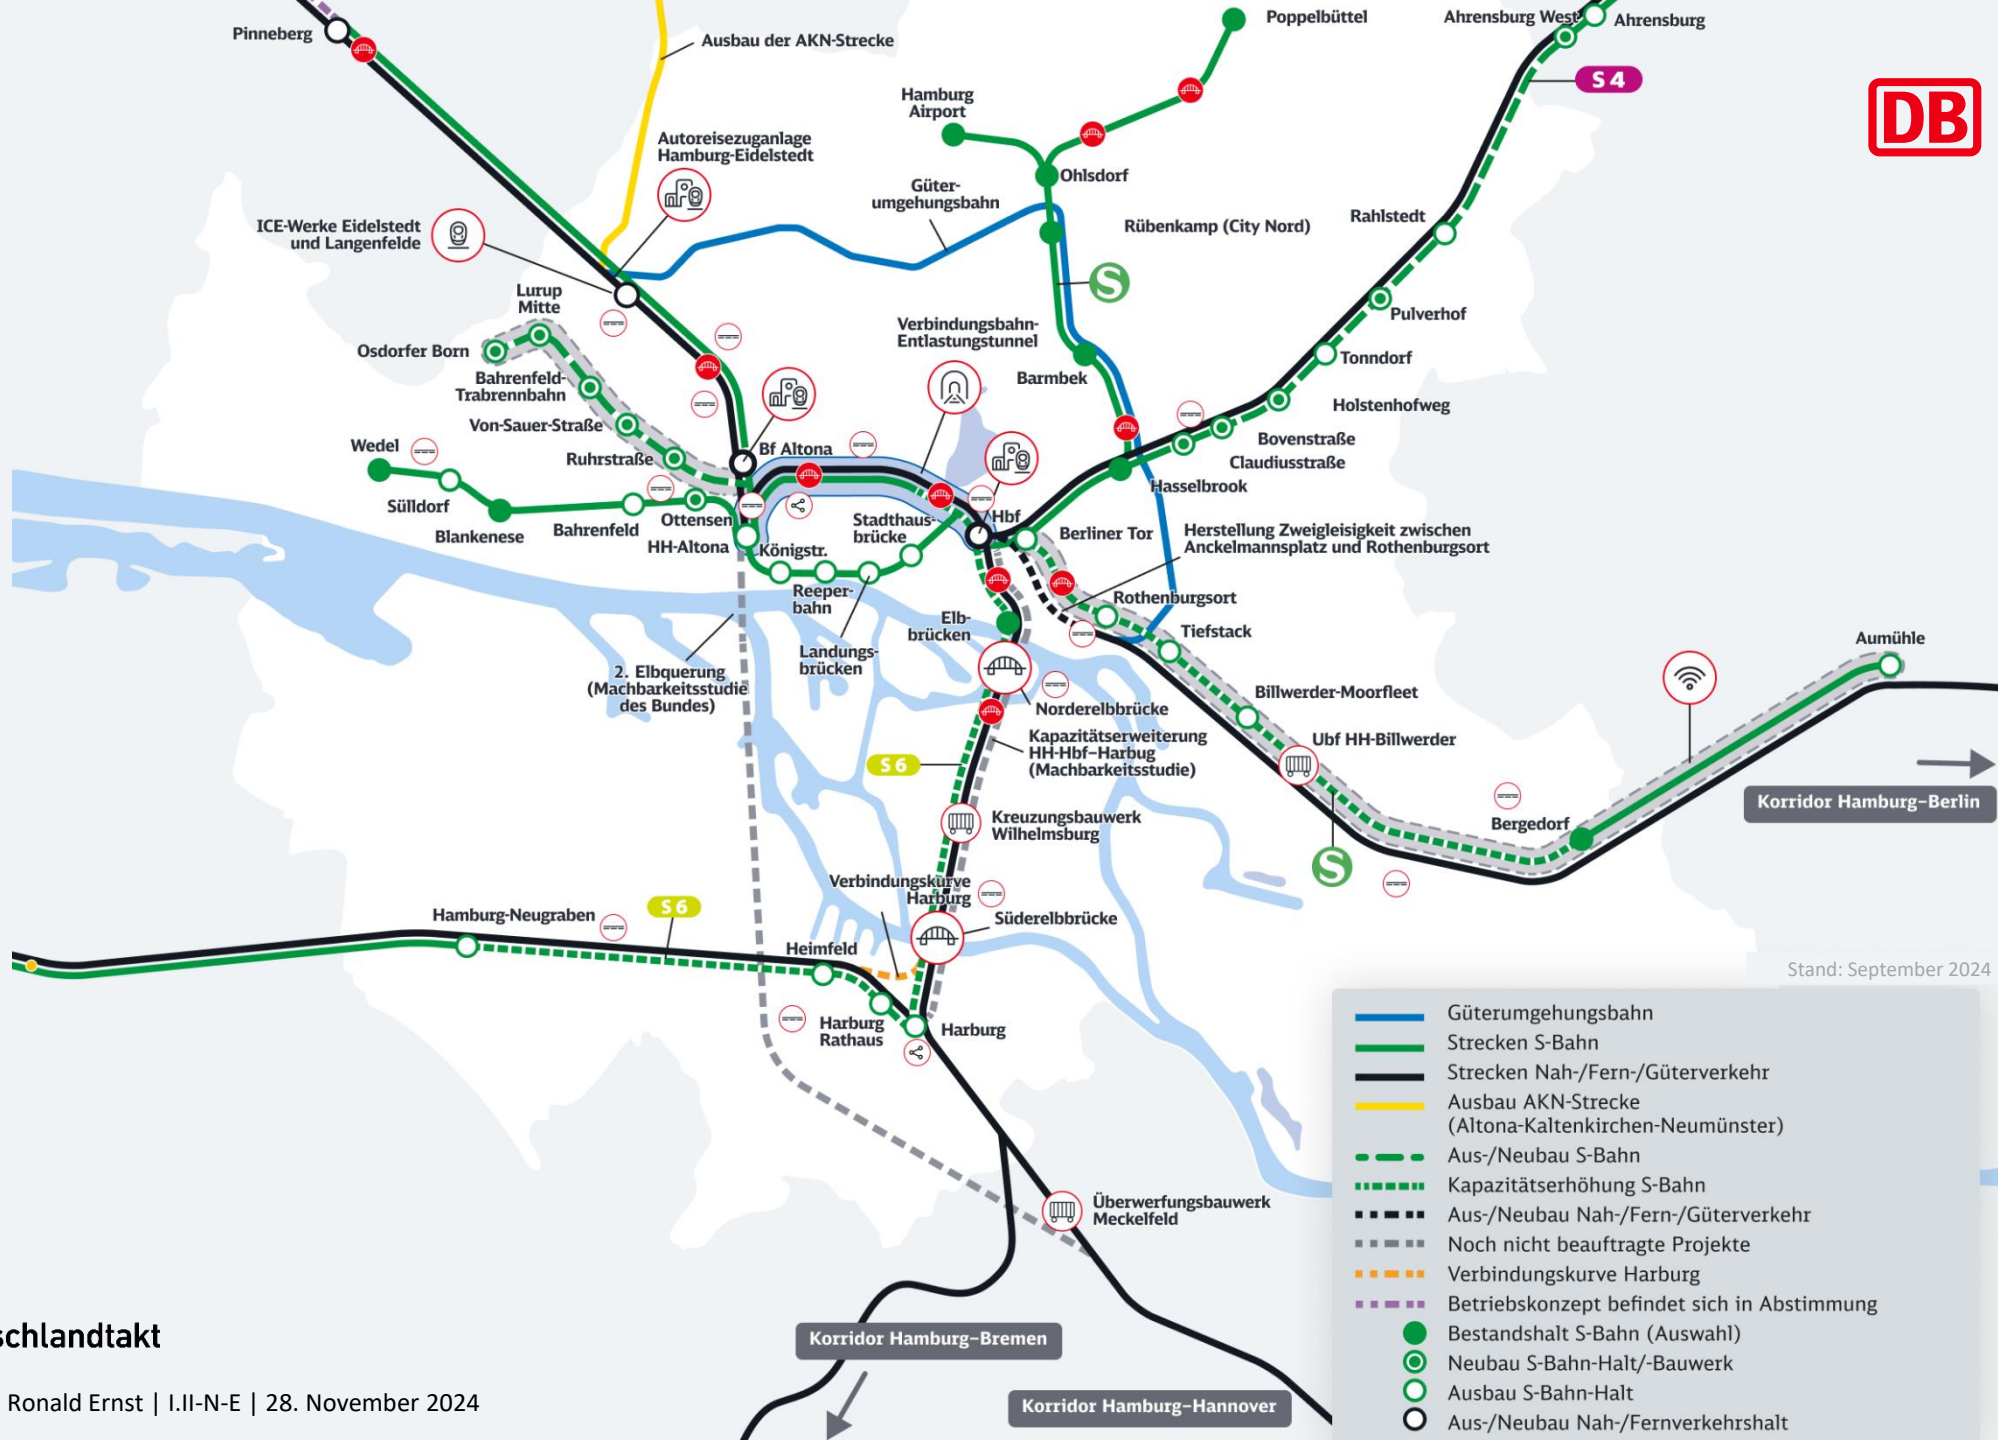 Pinneberg
Ausbau der AKN-Strecke
Poppelbüttel
Ahrensburg West
Ahrensburg
S 4
DB
Hamburg
Airport
Autoreisezuganlage
Hamburg-Eidelstedt
Ohlsdorf
Güter-
umgehungsbahn
ICE-Werke Eidelstedt
und Langenfelde
Rübenkamp (City Nord)
Rahlstedt
S
Lurup
Mitte
Pulverhof
Verbindungsbahn-
Entlastungstunnel
Osdorfer Born
Tonndorf
Bahrenfeld-
Trabrennbahn
Barmbek
Holstenhofweg
Von-Sauer-Straße
Wedel
Bf Altona
Bovenstraße
Ruhrstraße
Claudiusstraße
Hasselbrook
Sülldorf
Ottensen
Stadthaus-
brücke
Hbf
Blankenese
Bahrenfeld
HH-Altona
Königstr.
Berliner Tor
Herstellung Zweigleisigkeit zwischen
Anckelmannsplatz und Rothenburgsort
Reeper-
bahn
Rothenburgsort
Elb-
brücken
Tiefstack
Aumühle
Landungs-
brücken
2. Elbquerung
(Machbarkeitsstudie
des Bundes)
Billwerder-Moorfleet
Norderelbbrücke
Kapazitätserweiterung
HH-Hbf–Harbug
(Machbarkeitsstudie)
Ubf HH-Billwerder
S 6
Korridor Hamburg–Berlin
Kreuzungsbauwerk
Wilhelmsburg
Bergedorf
S
Verbindungskurve
Harburg
S 6
Hamburg-Neugraben
Süderelbbrücke
Heimfeld
Stand: September 2024
Harburg
Rathaus
Harburg
Güterumgehungsbahn
Strecken S-Bahn
Strecken Nah-/Fern-/Güterverkehr
Ausbau AKN-Strecke
(Altona-Kaltenkirchen-Neumünster)
Aus-/Neubau S-Bahn
Kapazitätserhöhung S-Bahn
Aus-/Neubau Nah-/Fern-/Güterverkehr
Noch nicht beauftragte Projekte
Verbindungskurve Harburg
Betriebskonzept befindet sich in Abstimmung
Bestandshalt S-Bahn (Auswahl)
Neubau S-Bahn-Halt/-Bauwerk
Ausbau S-Bahn-Halt
Aus-/Neubau Nah-/Fernverkehrshalt
Überwerfungsbauwerk
Meckelfeld
Korridor Hamburg–Bremen
Korridor Hamburg–Hannover
schlandtakt
Ronald Ernst | I.II-N-E | 28. November 2024